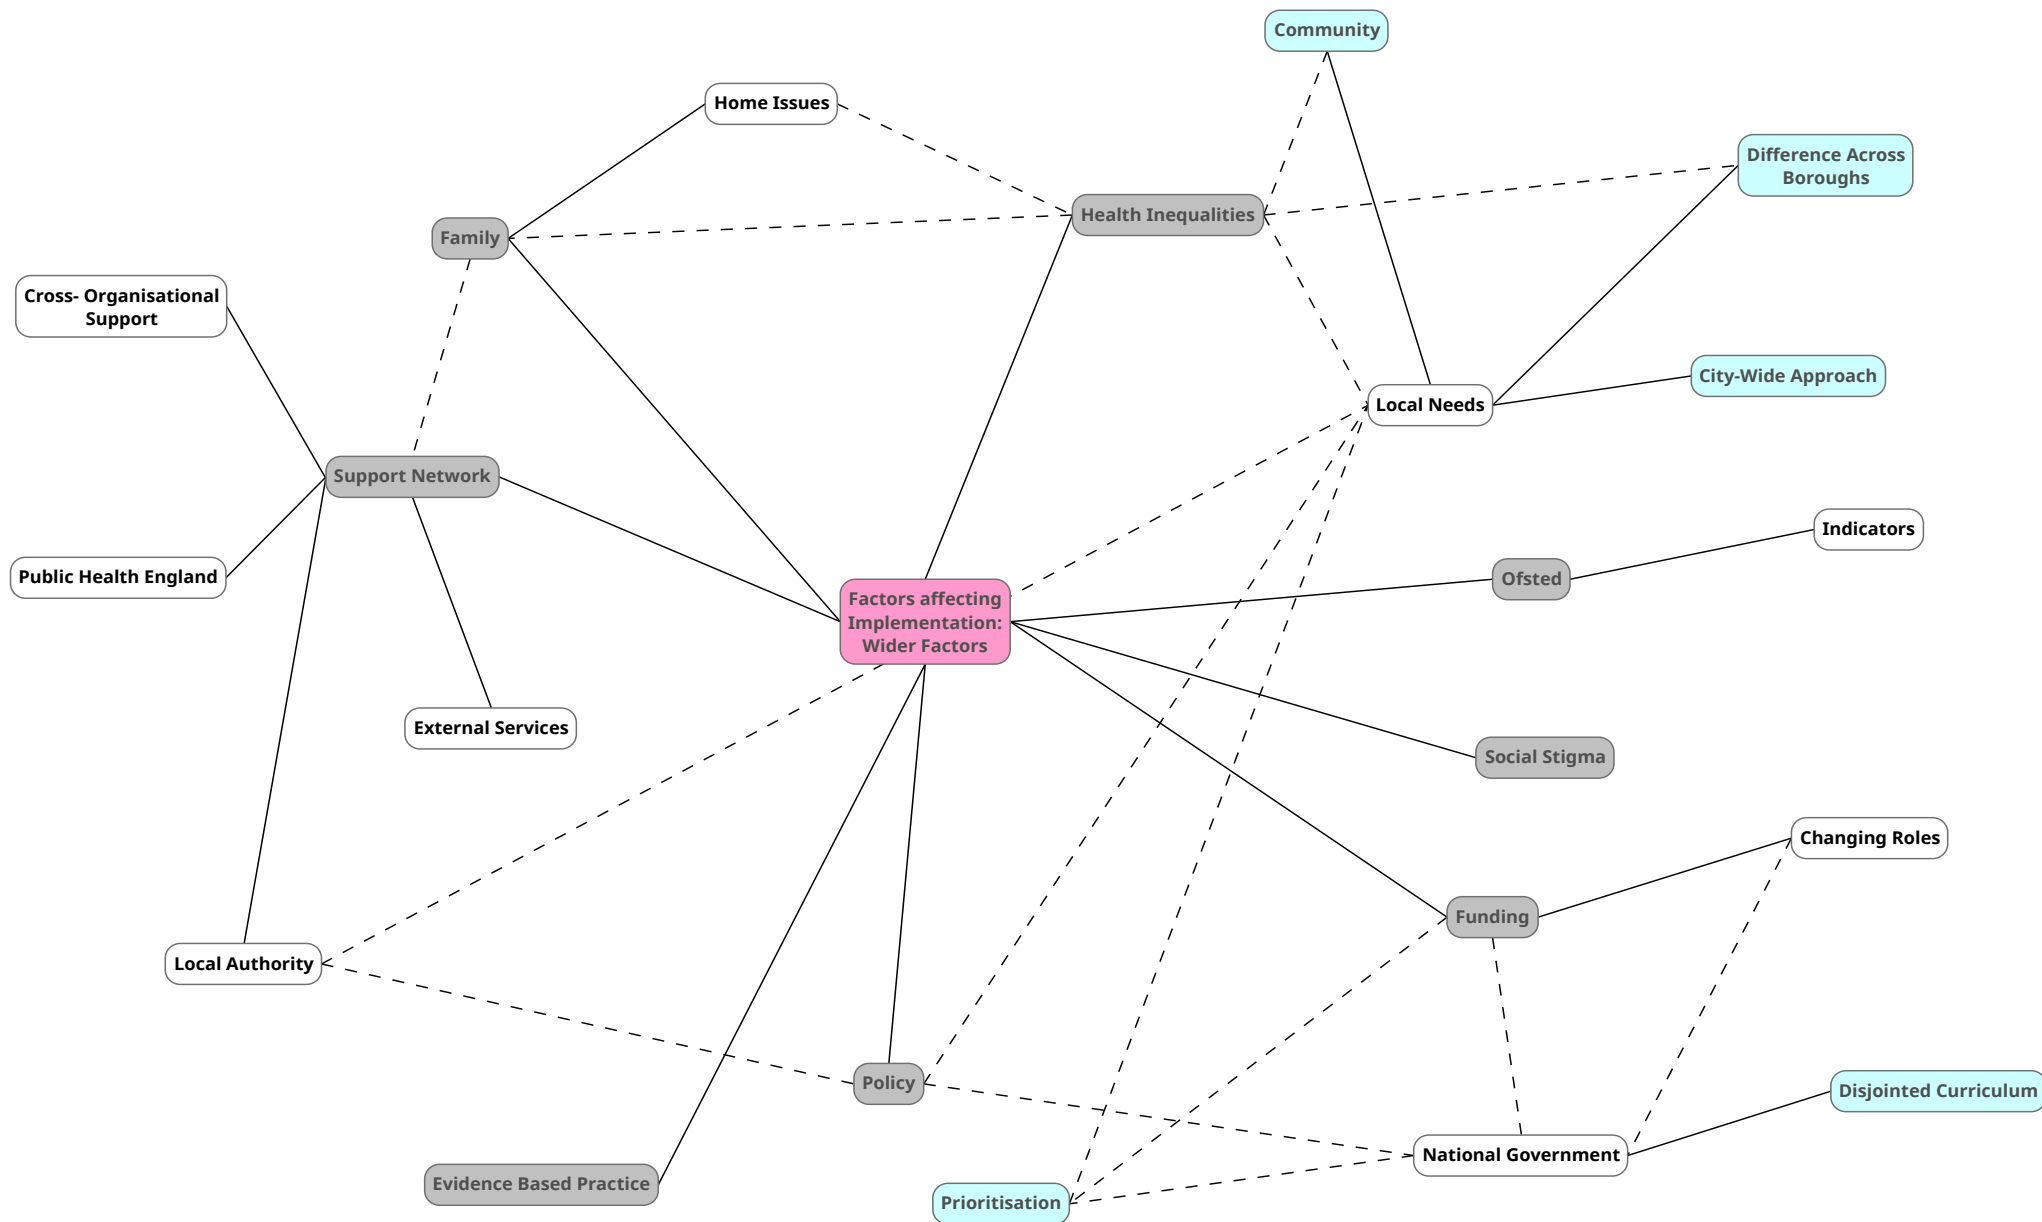 Community
Home Issues
Difference Across
Boroughs
Health Inequalities
Family
Cross- Organisational
Support
City-Wide Approach
Local Needs
Support Network
Indicators
Public Health England
Ofsted
Factors affecting
Implementation:
Wider Factors
External Services
Social Stigma
Changing Roles
Funding
Local Authority
Policy
Disjointed Curriculum
National Government
Evidence Based Practice
Prioritisation